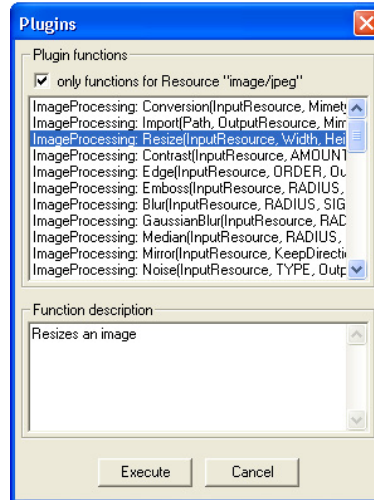 Plugins
Plugin functions
only functions for Resource "image/jpeg"
ImageProcessing: Conversion(InputResource, Mimety
ImageProcessing: Import(Path, OutputResource, Mim
ImageProcessing: Resize(InputResource, Width, Hei
ImageProcessing: Contrast(InputResource, AMOUNT
ImageProcessing: Edge(InputResource, ORDER, Ou
ImageProcessing: Emboss(InputResource, RADIUS,
ImageProcessing: Blur(InputResource, RADIUS, SIG
ImageProcessing: GaussianBlur(InputResource, RAD
ImageProcessing: Median(InputResource, RADIUS,
ImageProcessing: Mirror(InputResource, KeepDirecti
ImageProcessing: Noise(InputResource, TYPE, Outp
Function description
Resizes an image
Execute Cancel